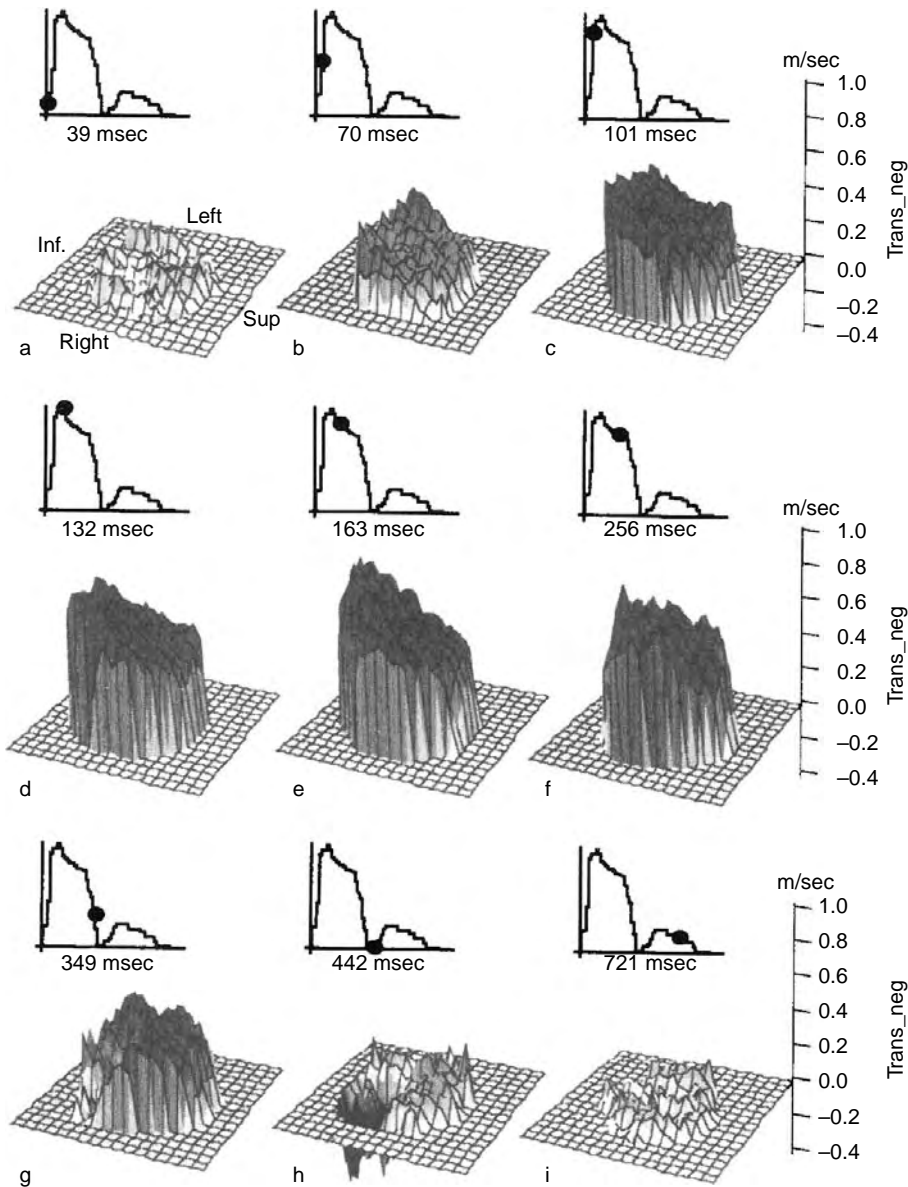 39 msec
70 msec
101 msec
m/sec
1.0
0.8
0.6
0.4
0.2
0.0
−0.2
−0.4
Trans_neg
Left
Inf.
Sup
Right
a
b
c
132 msec
163 msec
256 msec
m/sec
1.0
0.8
0.6
0.4
0.2
0.0
−0.2
−0.4
Trans_neg
d
e
f
349 msec
442 msec
721 msec
m/sec
1.0
0.8
0.6
0.4
0.2
0.0
−0.2
−0.4
Trans_neg
g
h
i